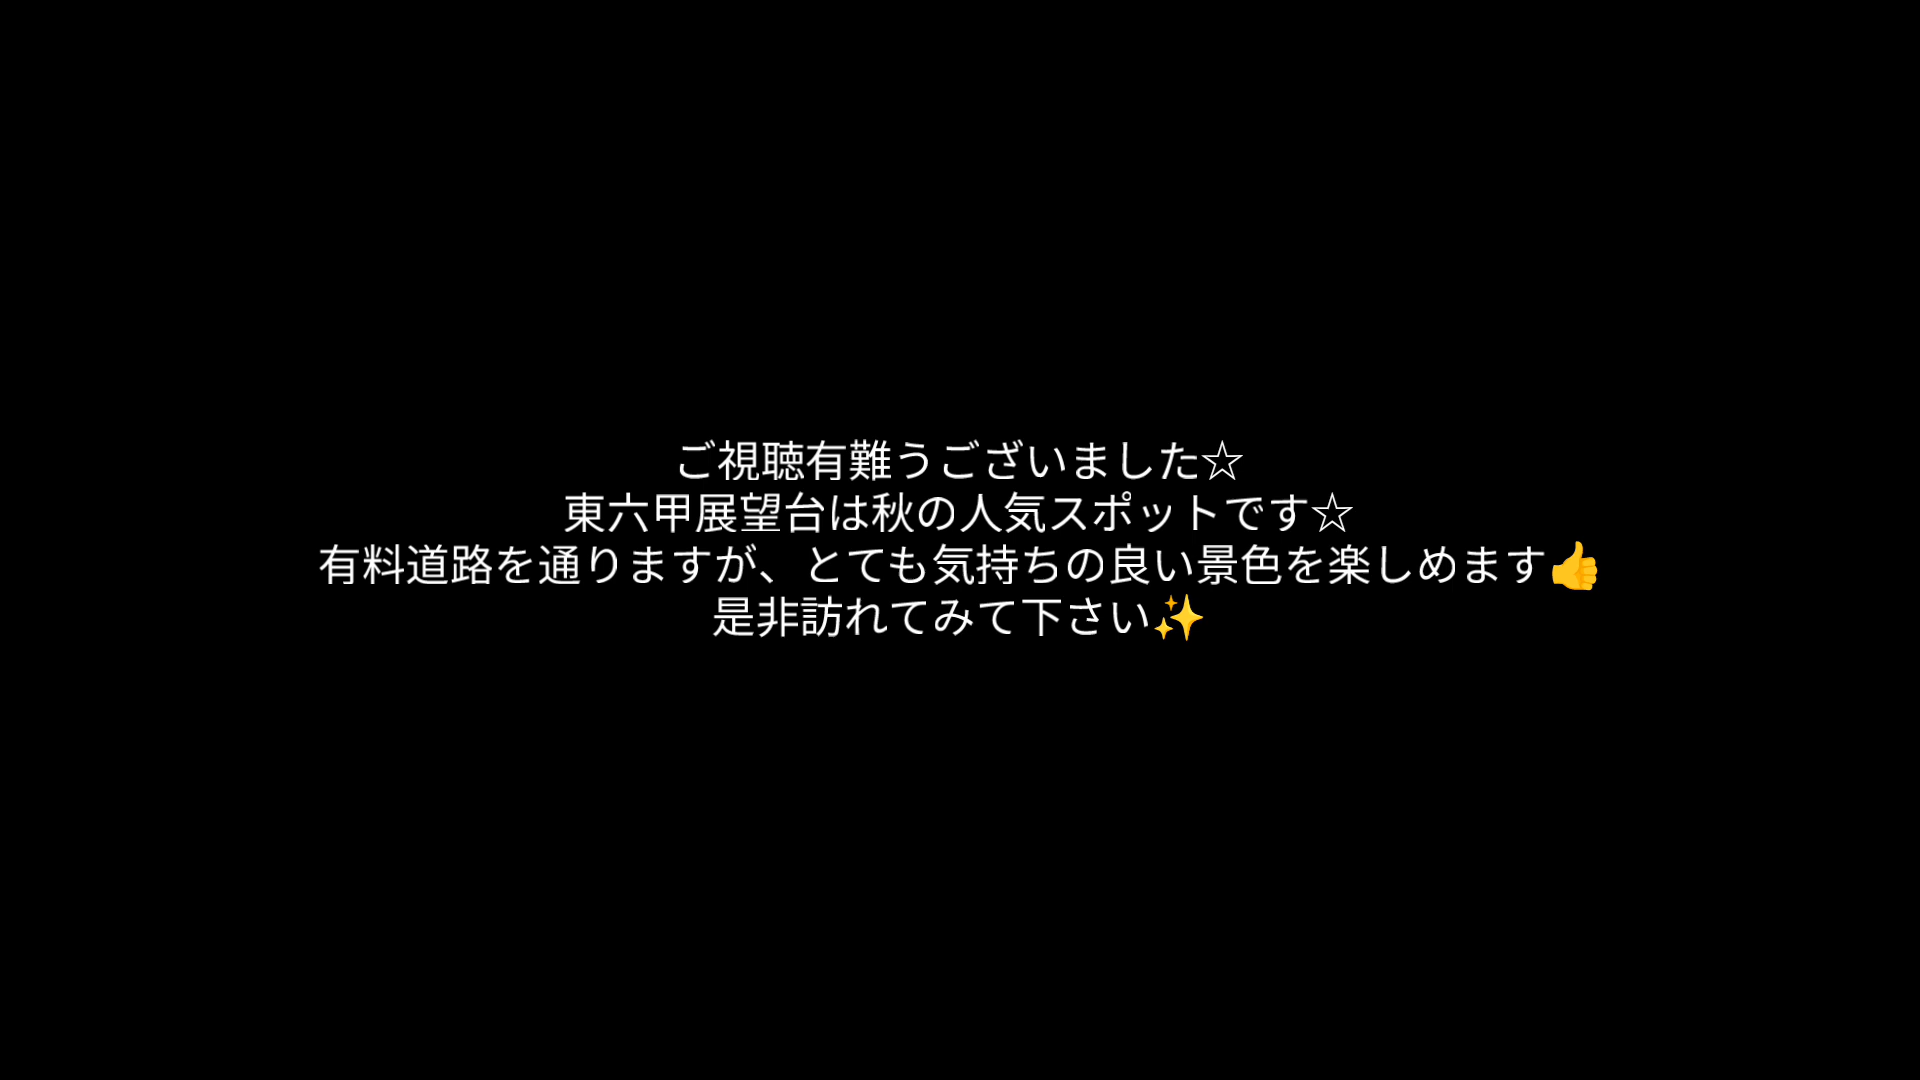 ご視聴有難うございました☆
東六甲展望台は秋の人気スポットです☆
有料道路を通りますが、とても気持ちの良い景色を楽しめます👍
是非訪れてみて下さい✨